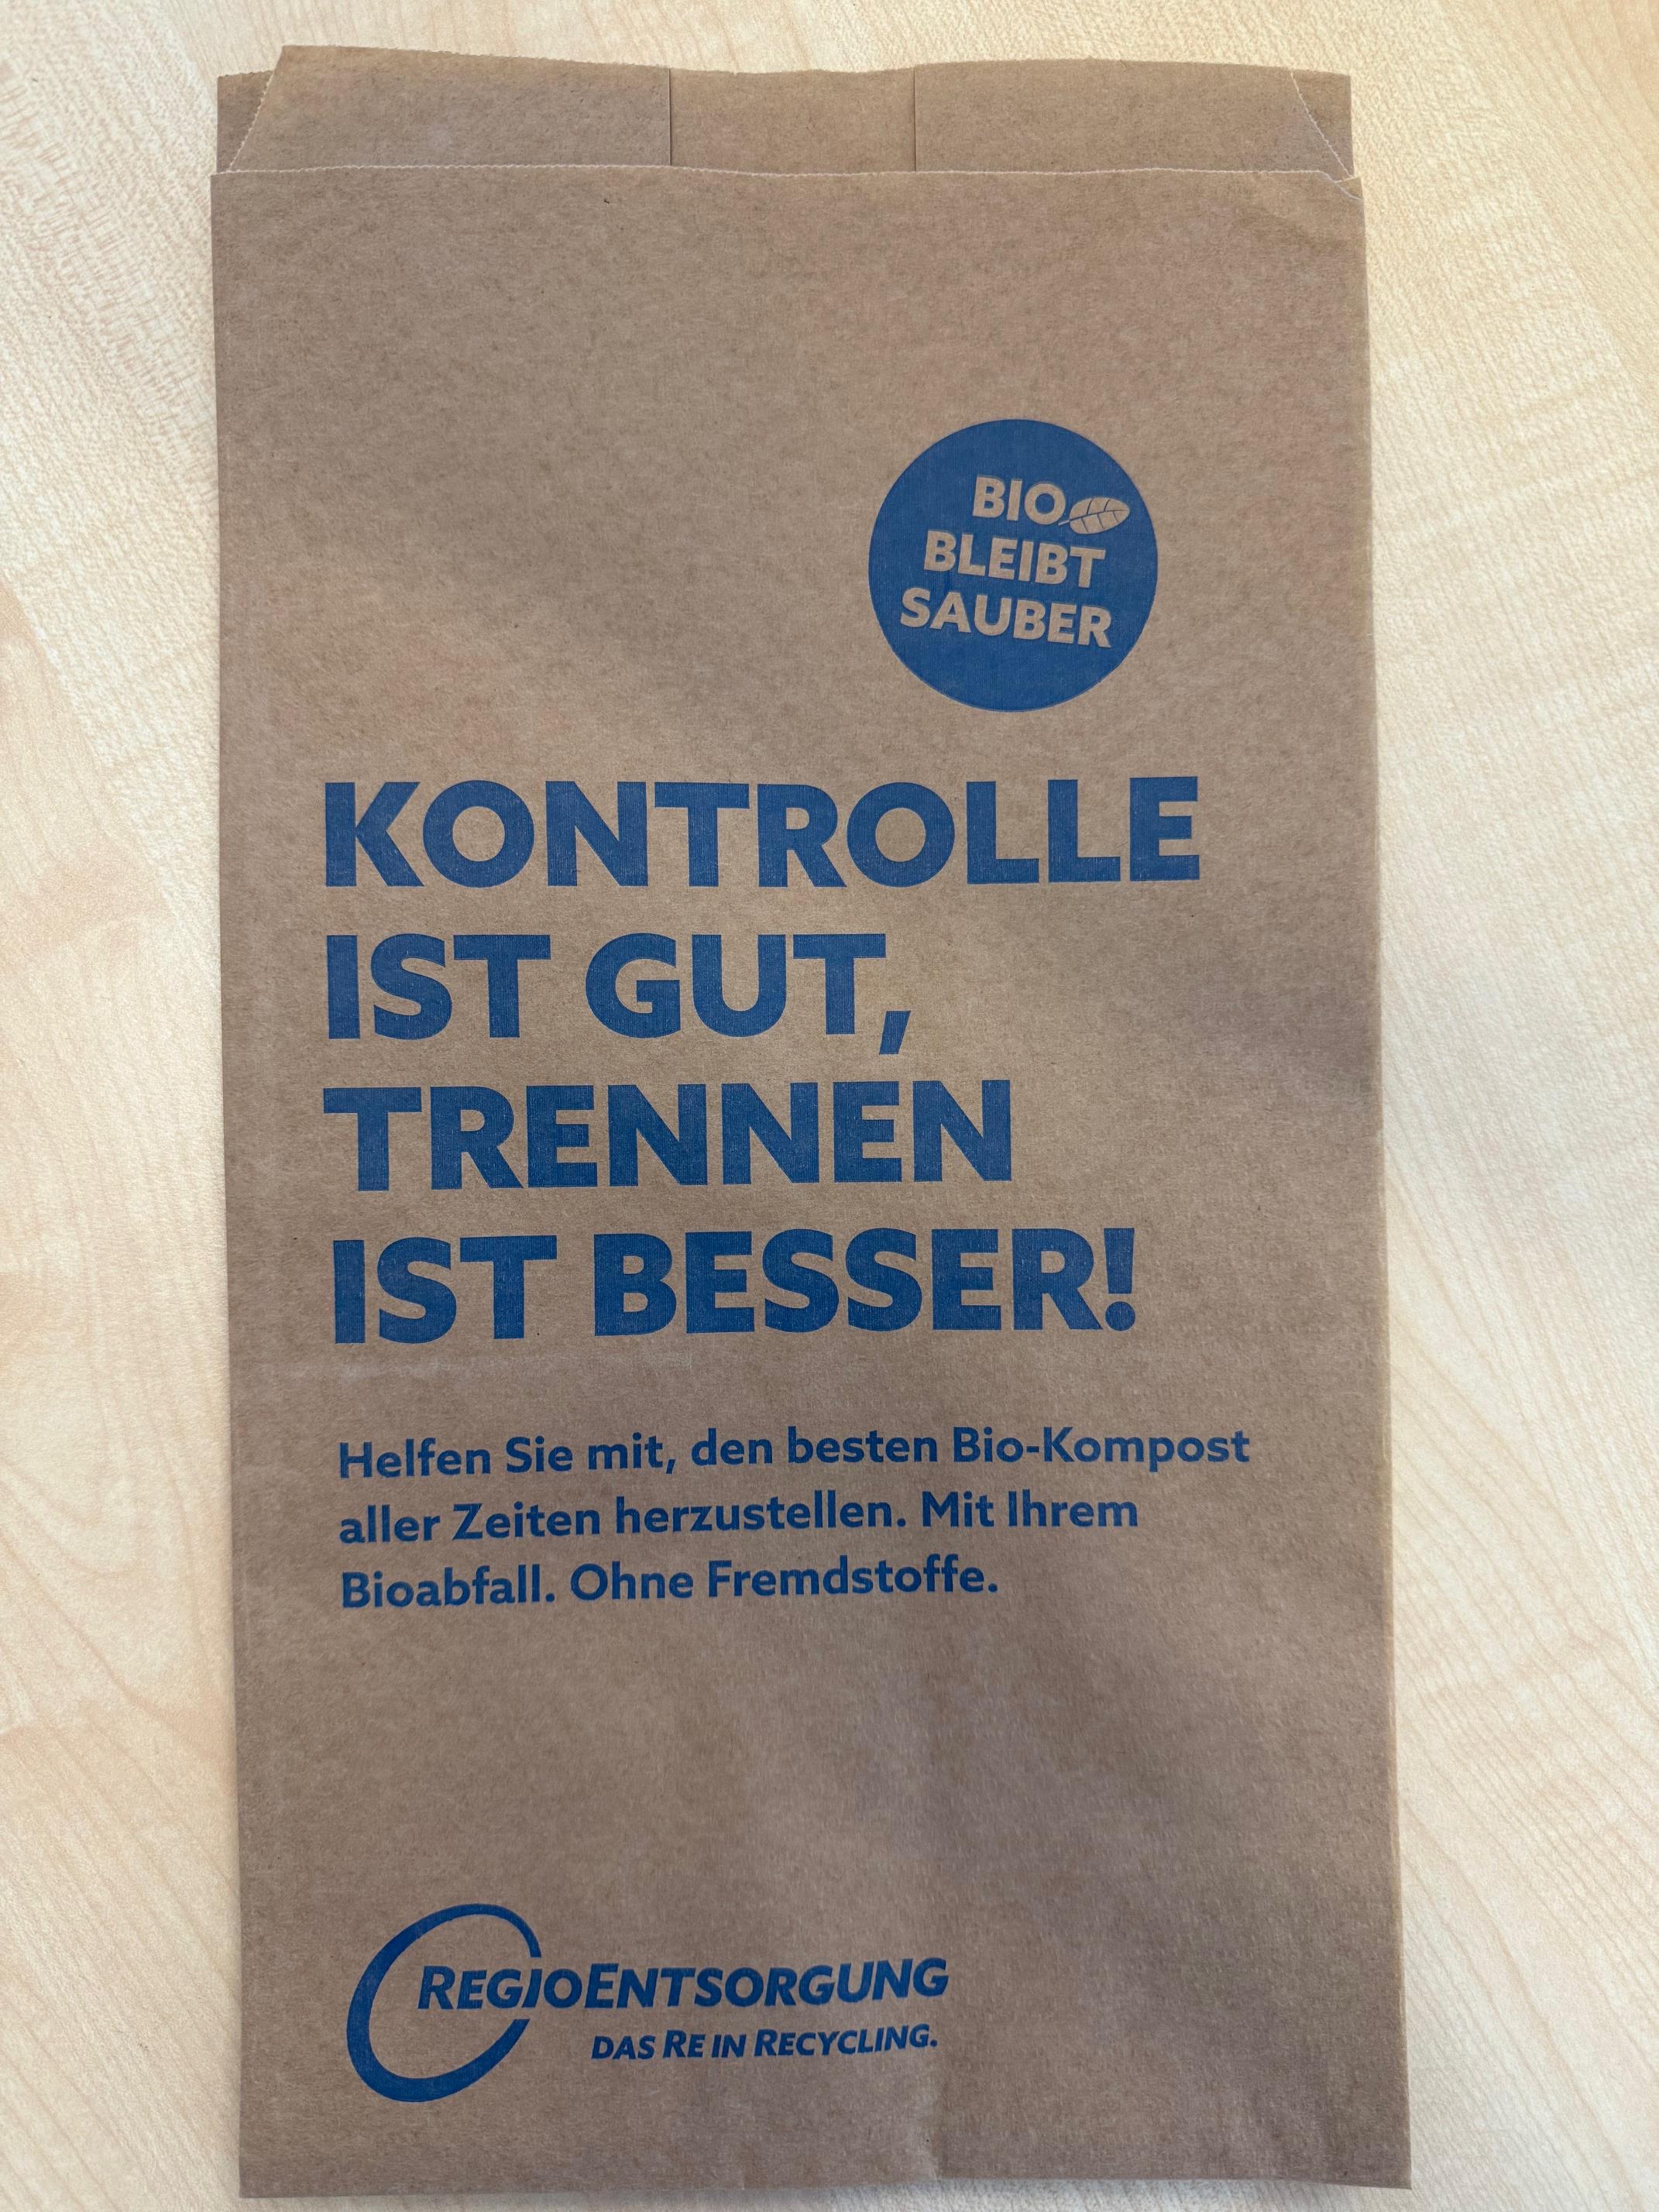 BIO
BLEIBT
SAUBER
KONTROLLE
IST GUT,
TRENNEN
IST BESSER!
Helfen Sie mit, den besten Bio-Kompost
aller Zeiten herzustellen. Mit Ihrem
Bioabfall. Ohne Fremdstoffe.
REGIOENTSORGUNG
DAS RE IN RECYCLING.